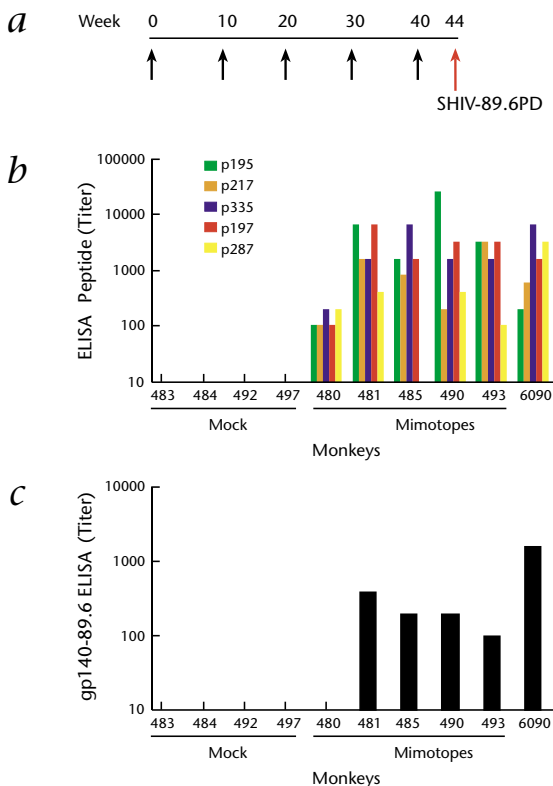 a
Week 0 10 20 30 40 44
SHIV-89.6PD
b
ELISA Peptide (Titer)
100000
10000
1000
100
10
p195
p217
p335
p197
p287
483 484 492 497 480 481 485 490 493 6090
Mock Mimotopes
Monkeys
c
gp140-89.6 ELISA (Titer)
10000
1000
100
10
483 484 492 497 480 481 485 490 493 6090
Mock Mimotopes
Monkeys